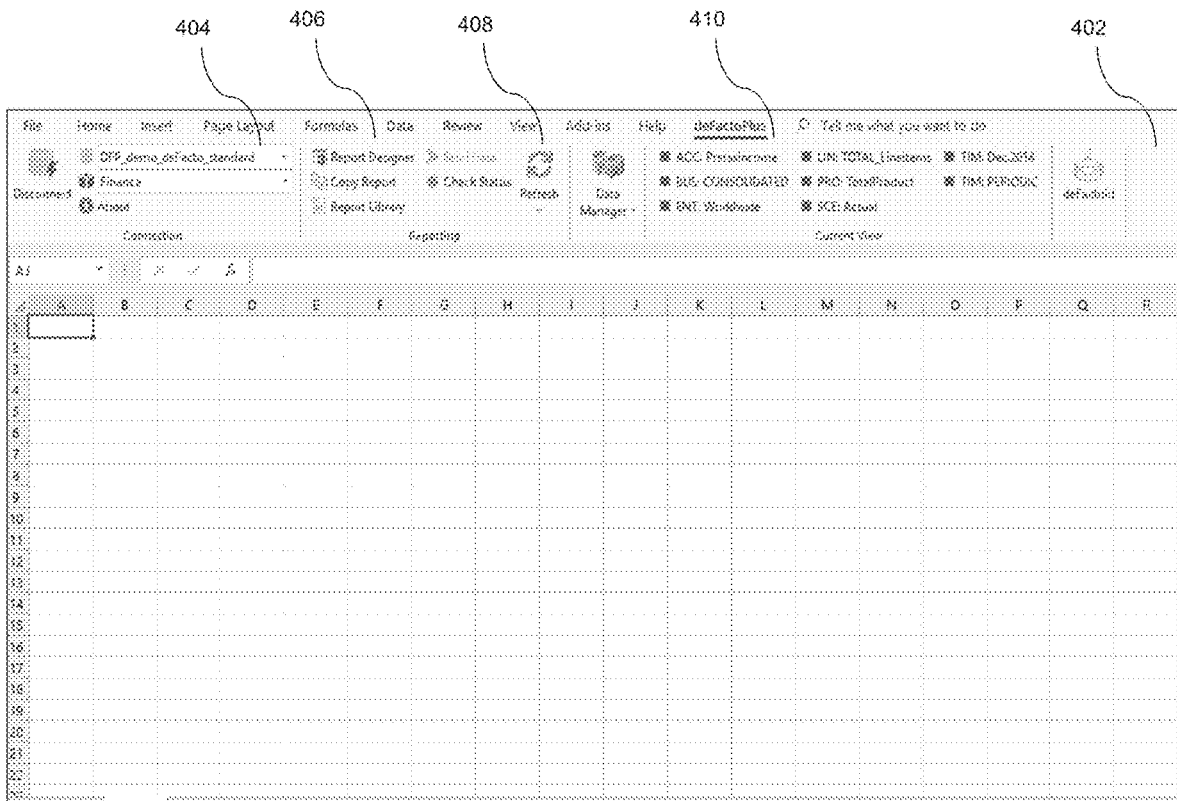 404 406 408 410 402
File Home Insert Page Layout Formulas Data Review View Add-ins Help deFactoPlus Tell me what you want to do
DFP_demo_deFacto_standard Report Designer Send Data ACC: PretaxIncome LIN: TOTAL_LineItems TIM: Dec.2014
Disconnect Finance Copy Report Check Status Refresh Data Manager BUS: CONSOLIDATED PRO: TotalProduct TIM: PERIODIC
About Report Library ENT: Worldwide SCE: Actual
Connection Reporting Current View
A1
A B C D E F G H I J K L M N O P Q R
1
2
3
4
5
6
7
8
9
10
11
12
13
14
15
16
17
18
19
20
21
22